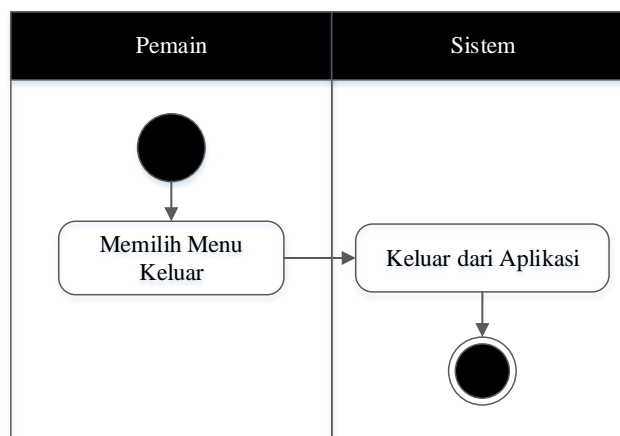 Pemain
Sistem
Memilih Menu
Keluar
Keluar dari Aplikasi